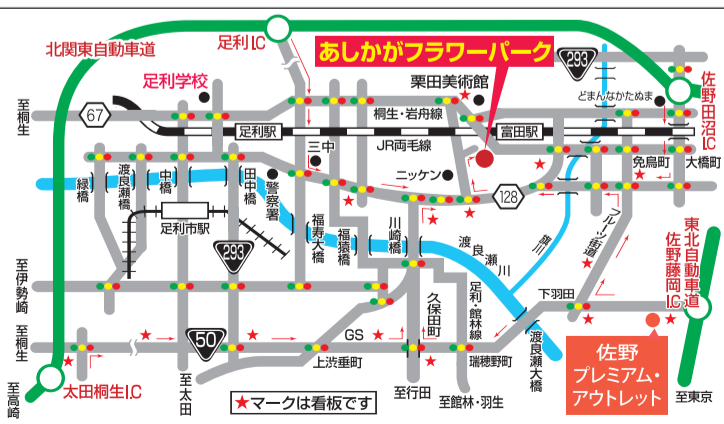 北関東自動車道
足利I.C
あしかがフラワーパーク
293
佐野田沼I.C
足利学校
栗田美術館
どまんなかたぬま
至桐生
67
桐生・岩舟線
足利駅
JR両毛線
富田駅
三中
ニッケン
免鳥町
大橋町
緑橋
渡良瀬橋
中橋
田中橋
警察署
128
足利市駅
福寿大橋
福猿橋
川崎橋
渡良瀬川
旗川
フルーツ街道
東北自動車道
佐野藤岡I.C
293
至伊勢崎
至桐生
50
GS
久保田町
足利・館林線
下羽田
渡良瀬大橋
上渋垂町
瑞穂野町
佐野
プレミアム・
アウトレット
太田桐生I.C
至高崎
至太田
★マークは看板です
至行田
至館林・羽生
至東京